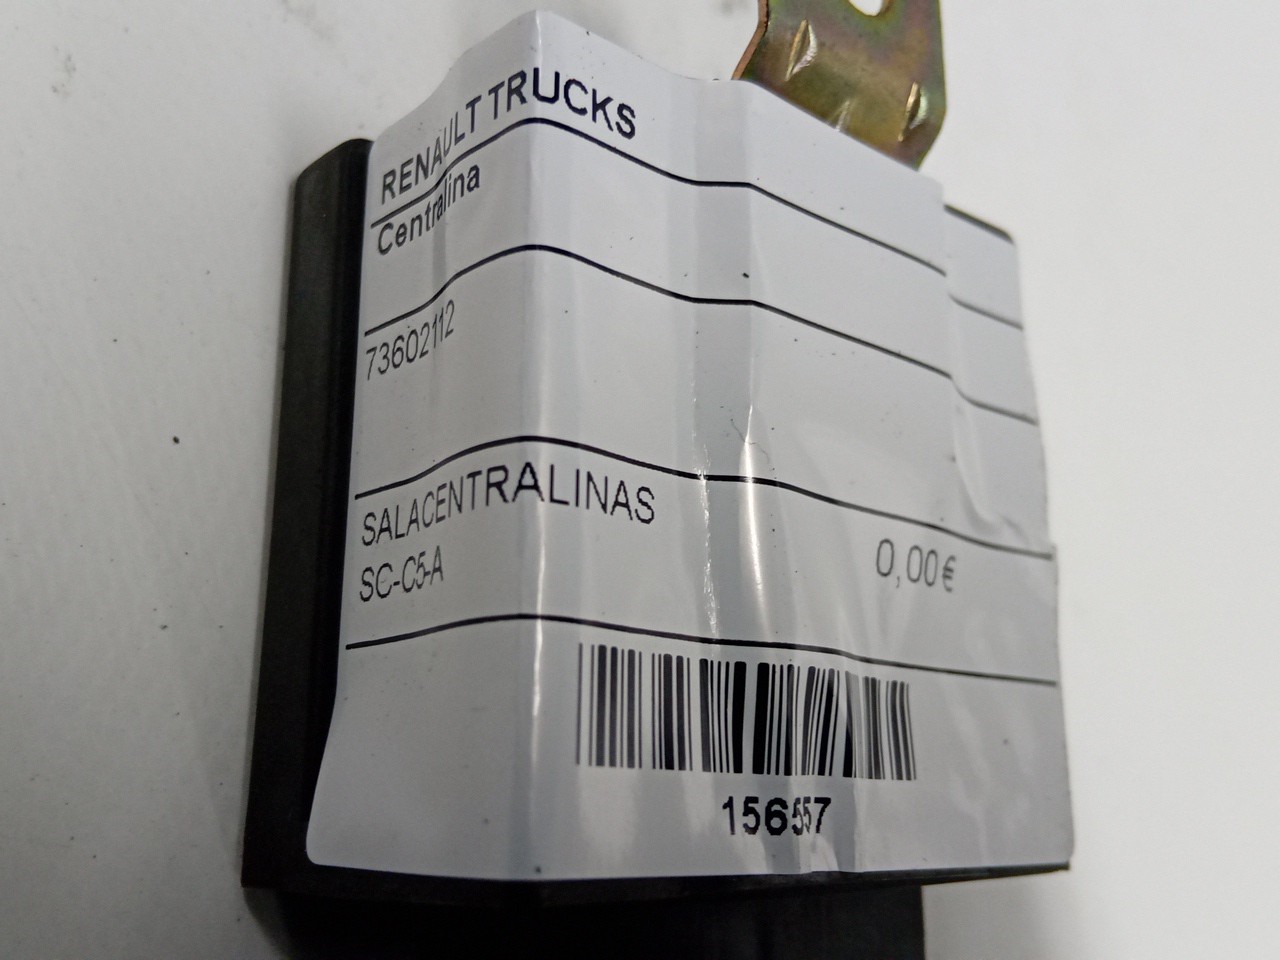 RENAULT TRUCKS
Centralina
73602112
SALACENTRALINAS
SC-C5-A
0,00€
156557